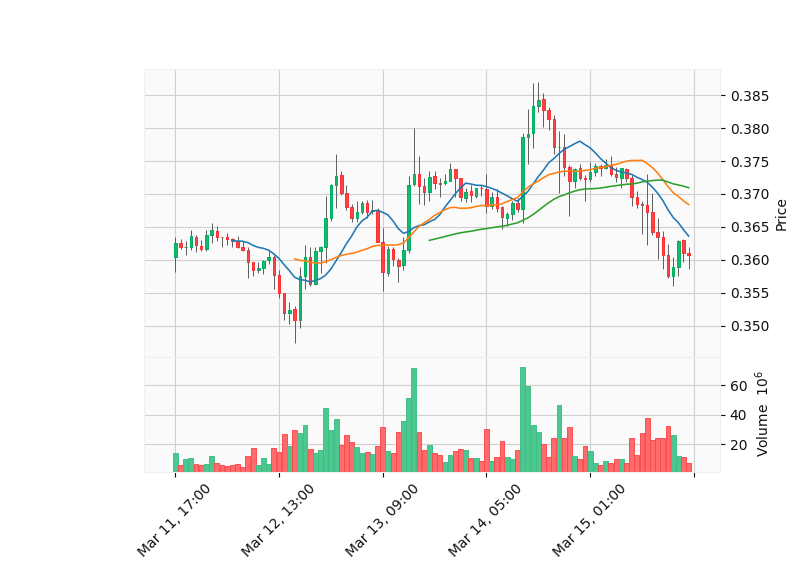 0.385
0.380
0.375
0.370
0.365
0.360
0.355
0.350
Price
60
40
20
Volume 10^6
Mar 11, 17:00
Mar 12, 13:00
Mar 13, 09:00
Mar 14, 05:00
Mar 15, 01:00